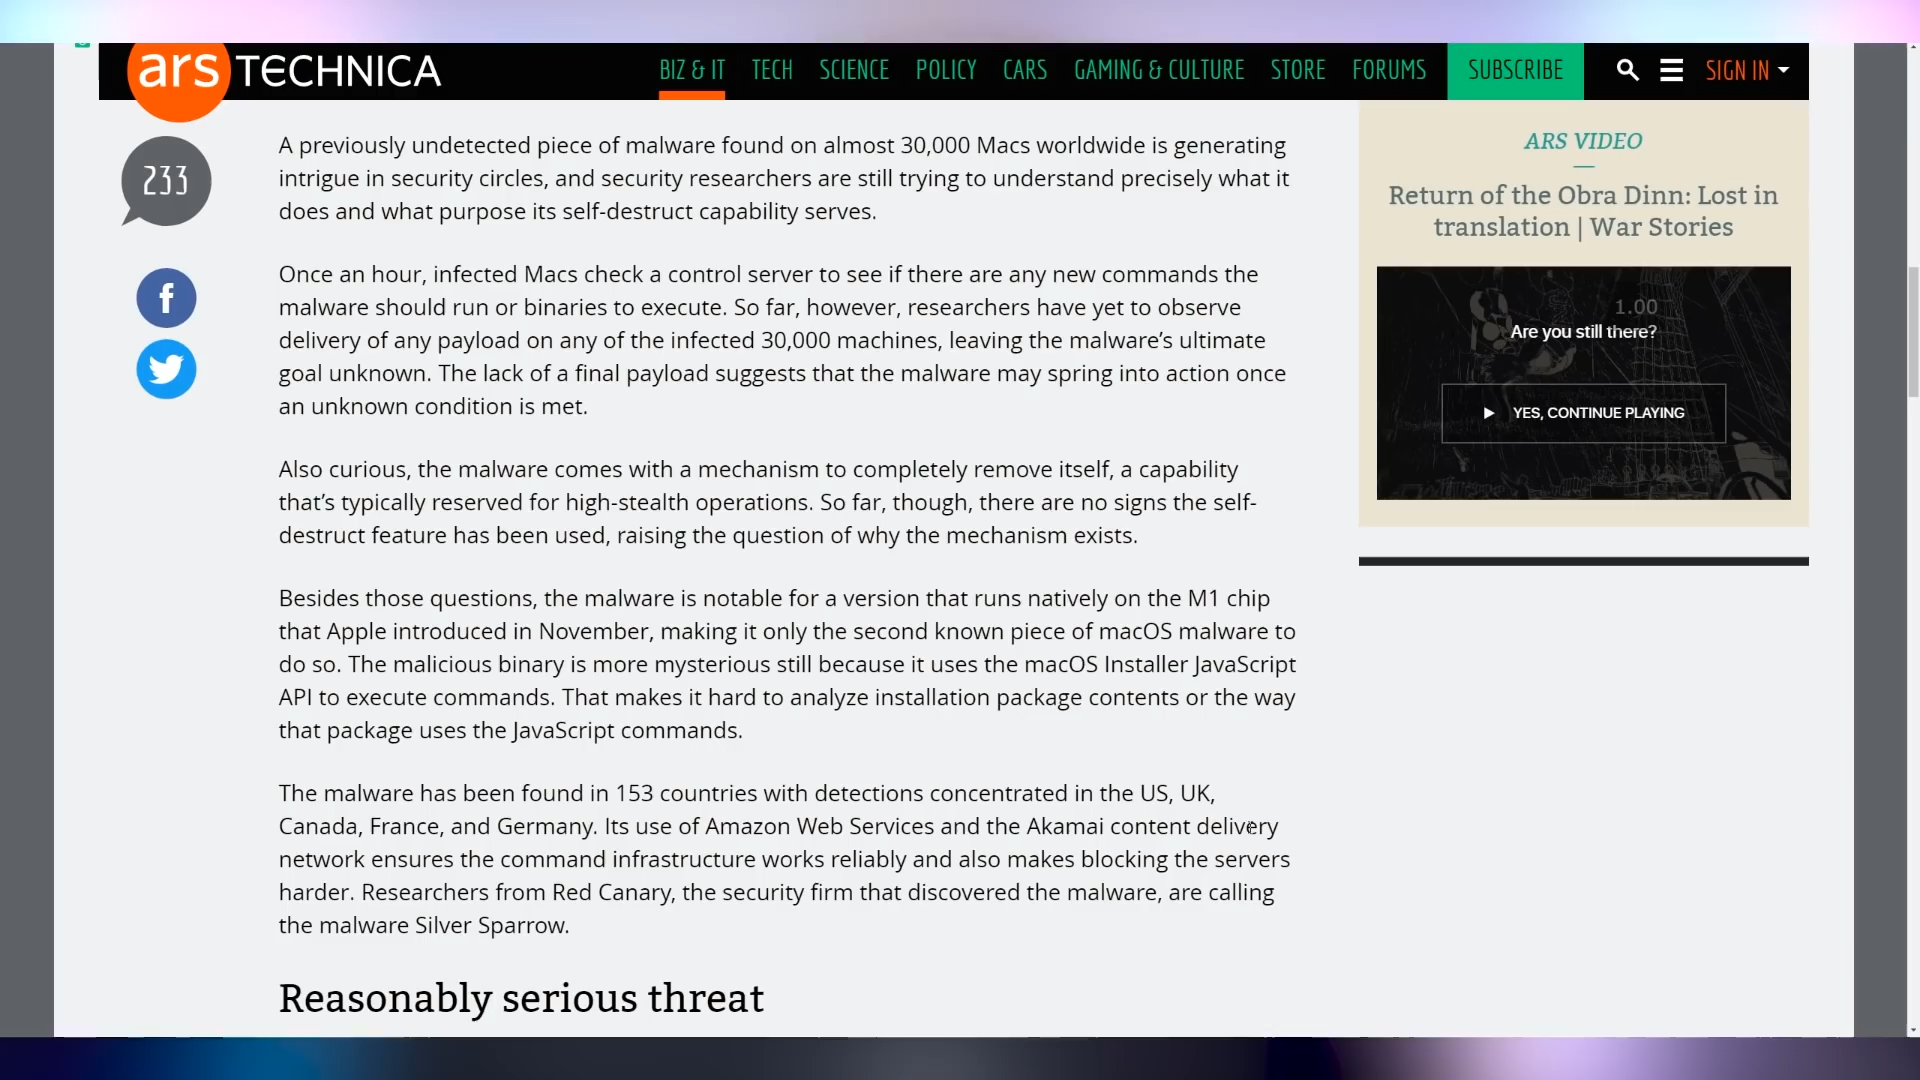 ars TECHNICA
BIZ & IT TECH SCIENCE POLICY CARS GAMING & CULTURE STORE FORUMS SUBSCRIBE SIGN IN
233
A previously undetected piece of malware found on almost 30,000 Macs worldwide is generating
intrigue in security circles, and security researchers are still trying to understand precisely what it
does and what purpose its self-destruct capability serves.
Once an hour, infected Macs check a control server to see if there are any new commands the
malware should run or binaries to execute. So far, however, researchers have yet to observe
delivery of any payload on any of the infected 30,000 machines, leaving the malware’s ultimate
goal unknown. The lack of a final payload suggests that the malware may spring into action once
an unknown condition is met.
Also curious, the malware comes with a mechanism to completely remove itself, a capability
that’s typically reserved for high-stealth operations. So far, though, there are no signs the self-
destruct feature has been used, raising the question of why the mechanism exists.
Besides those questions, the malware is notable for a version that runs natively on the M1 chip
that Apple introduced in November, making it only the second known piece of macOS malware to
do so. The malicious binary is more mysterious still because it uses the macOS Installer JavaScript
API to execute commands. That makes it hard to analyze installation package contents or the way
that package uses the JavaScript commands.
The malware has been found in 153 countries with detections concentrated in the US, UK,
Canada, France, and Germany. Its use of Amazon Web Services and the Akamai content delivery
network ensures the command infrastructure works reliably and also makes blocking the servers
harder. Researchers from Red Canary, the security firm that discovered the malware, are calling
the malware Silver Sparrow.
Reasonably serious threat
ARS VIDEO
Return of the Obra Dinn: Lost in
translation | War Stories
1.00
Are you still there?
YES, CONTINUE PLAYING